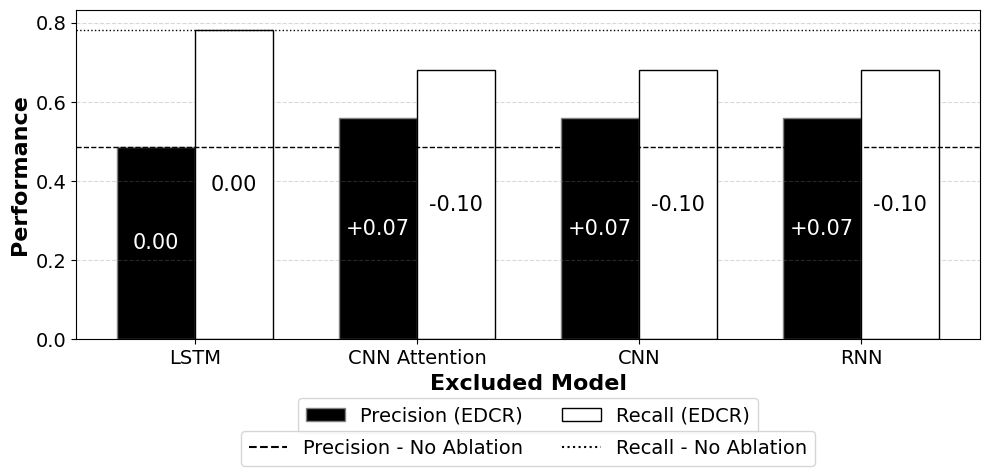 Performance
0.8
0.6
0.4
0.2
0.0
0.00
0.00
+0.07
-0.10
+0.07
-0.10
+0.07
-0.10
LSTM
CNN Attention
CNN
RNN
Excluded Model
Precision (EDCR)
Recall (EDCR)
Precision - No Ablation
Recall - No Ablation